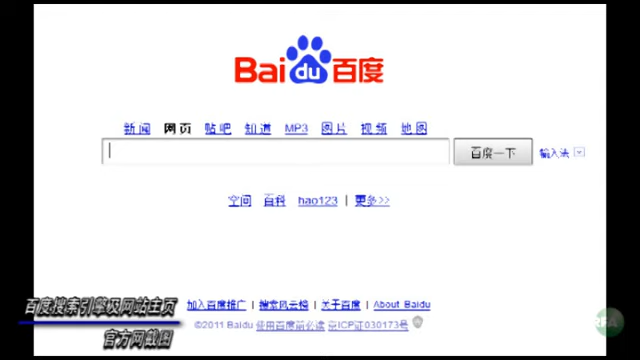 Bai du 百度
新闻 网页 贴吧 知道 MP3 图片 视频 地图
百度一下 输入法
空间 百科 hao123 | 更多>>
加入百度推广 | 搜索风云榜 | 关于百度 | About Baidu
©2011 Baidu 使用百度前必读 京ICP证030173号
百度搜索引擎及网站主页
官方网截图
RFA